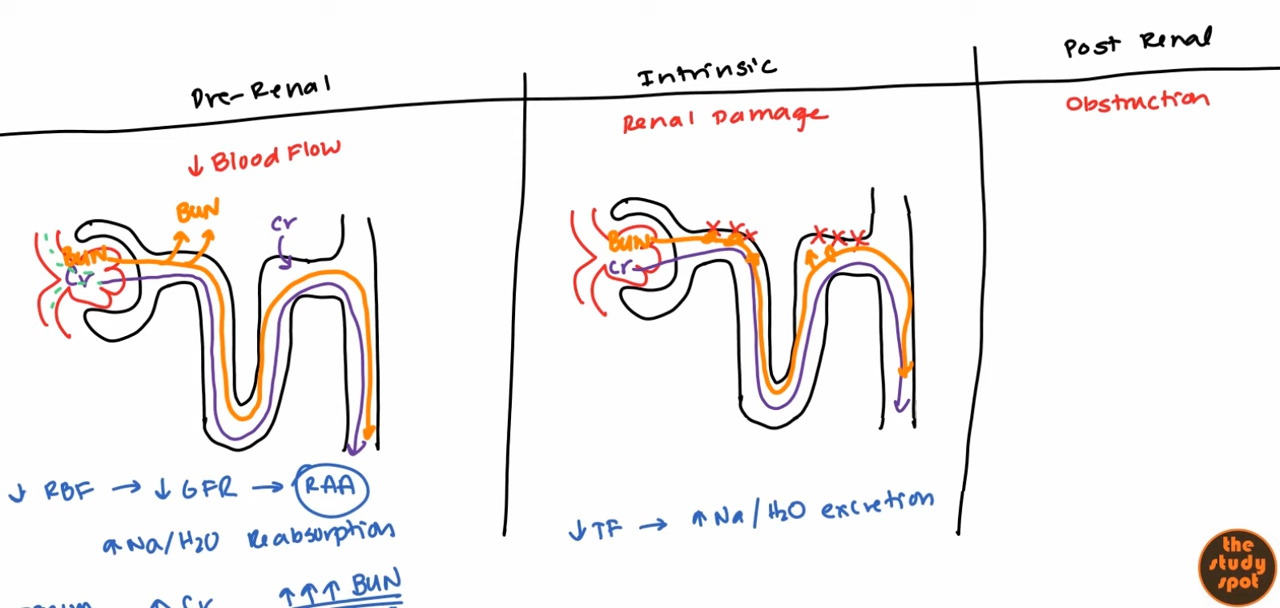 Pre-Renal
Intrinsic
Post Renal
↓ Blood Flow
Renal Damage
Obstruction
BUN
Cr
BUN
Cr
BUN
Cr
↓ RBF → ↓ GFR → RAA
↑ Na/H2O Reabsorption
↑ Cr ↑↑↑ BUN
↓ TF → ↑ Na/H2O excretion
the
study
spot